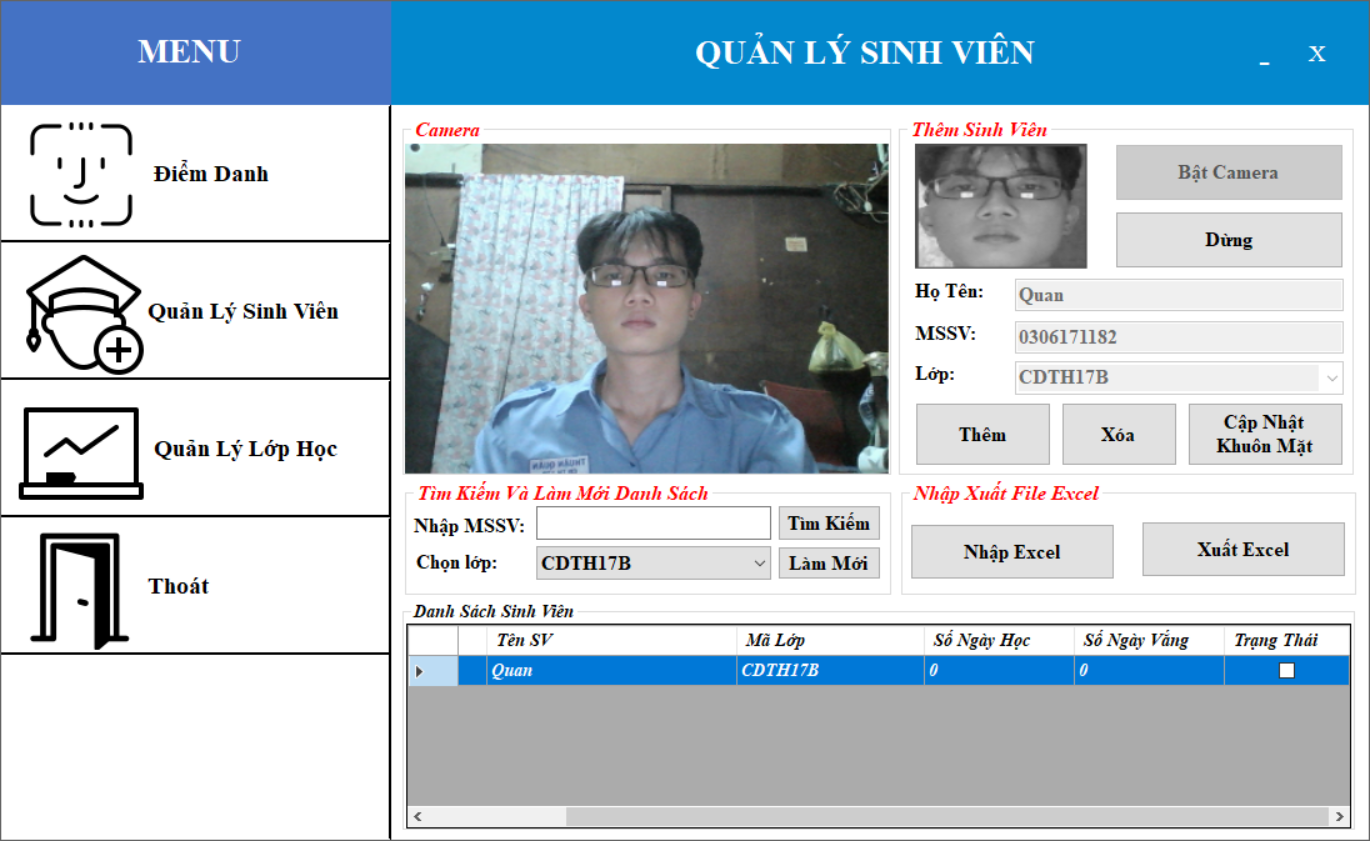 MENU
QUẢN LÝ SINH VIÊN
_ X
Điểm Danh
Quản Lý Sinh Viên
Quản Lý Lớp Học
Thoát
Camera
THUẬN QUÂN
Thêm Sinh Viên
Bật Camera
Dừng
Họ Tên:
Quan
MSSV:
0306171182
Lớp:
CDTH17B
Thêm
Xóa
Cập Nhật
Khuôn Mặt
Tìm Kiếm Và Làm Mới Danh Sách
Nhập MSSV:
Tìm Kiếm
Chọn lớp:
CDTH17B
Làm Mới
Nhập Xuất File Excel
Nhập Excel
Xuất Excel
Danh Sách Sinh Viên
Tên SV Mã Lớp Số Ngày Học Số Ngày Vắng Trạng Thái
Quan CDTH17B 0 0